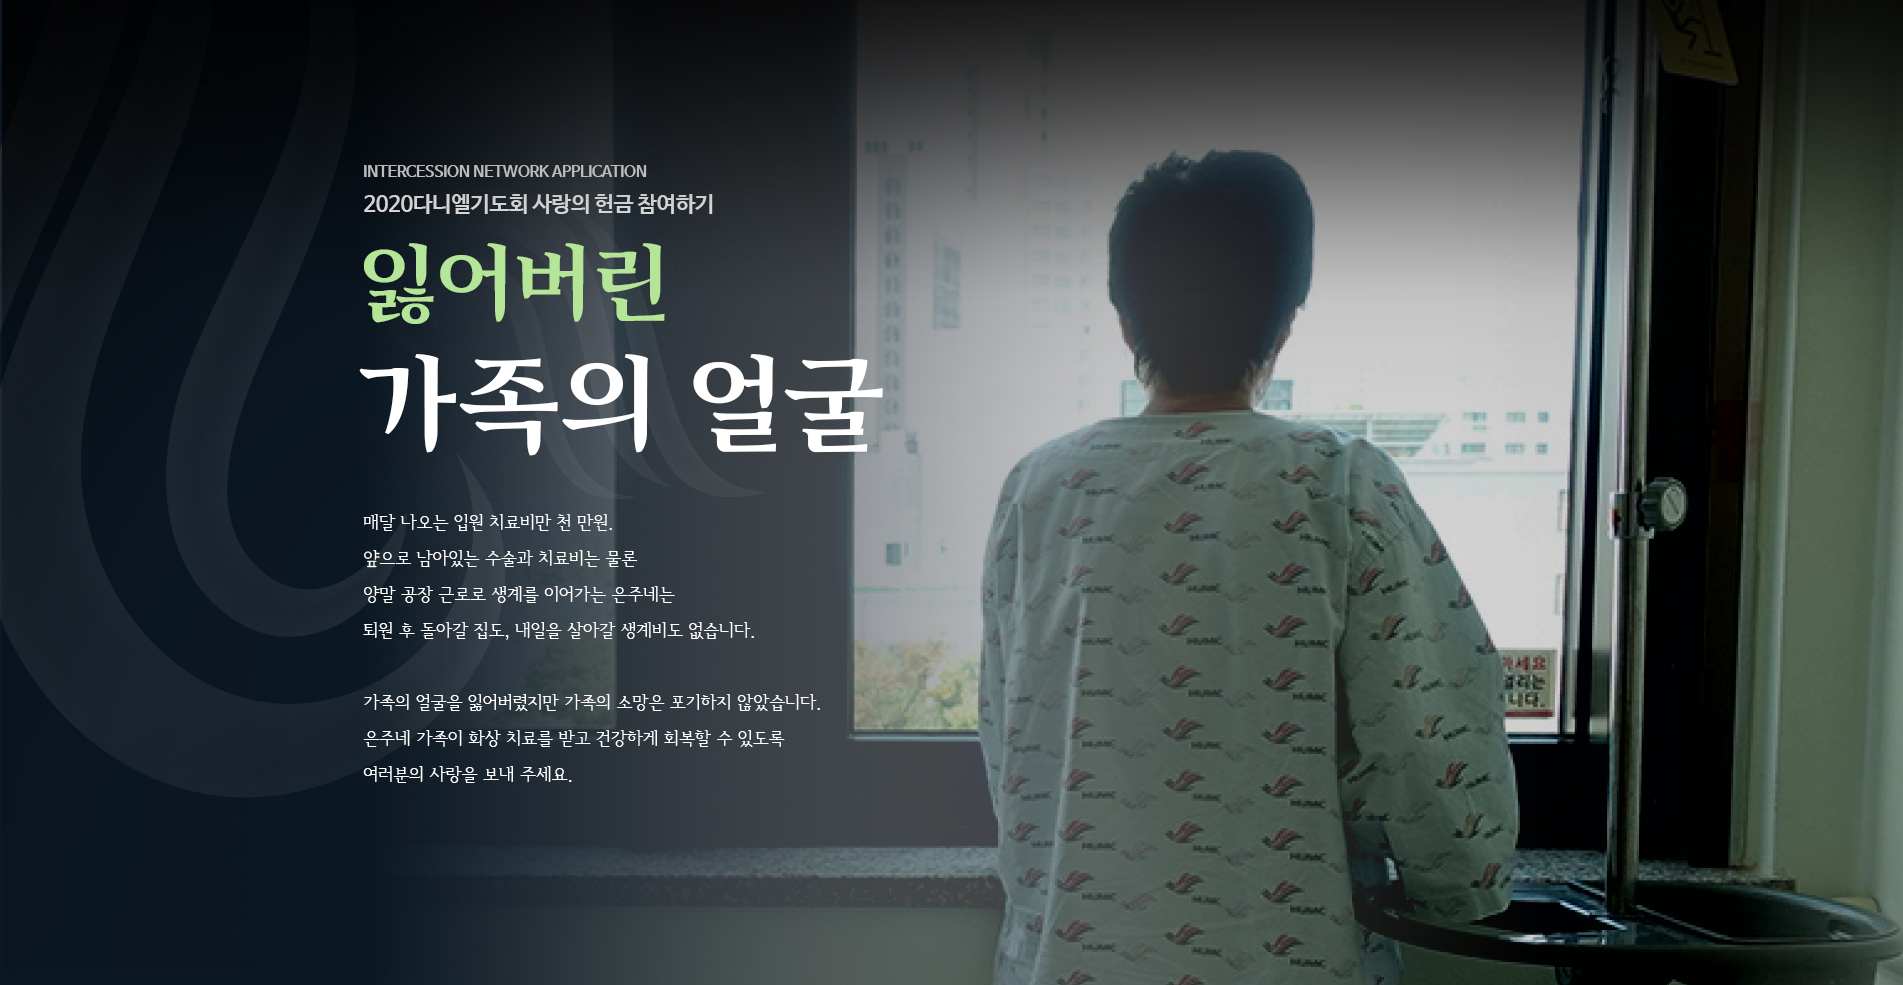 INTERCESSION NETWORK APPLICATION
2020다니엘기도회 사랑의 헌금 참여하기
잃어버린
가족의 얼굴
매달 나오는 입원 치료비만 천 만원.
앞으로 남아있는 수술과 치료비는 물론
양말 공장 근로로 생계를 이어가는 은주네는
퇴원 후 돌아갈 집도, 내일을 살아갈 생계비도 없습니다.
가족의 얼굴을 잃어버렸지만 가족의 소망은 포기하지 않았습니다.
은주네 가족이 화상 치료를 받고 건강하게 회복할 수 있도록
여러분의 사랑을 보내 주세요.